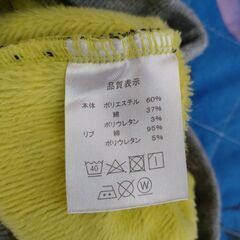 品質表示
本体 ポリエステル 60%
綿 37%
ポリウレタン 3%
リブ 綿 95%
ポリウレタン 5%
40
W